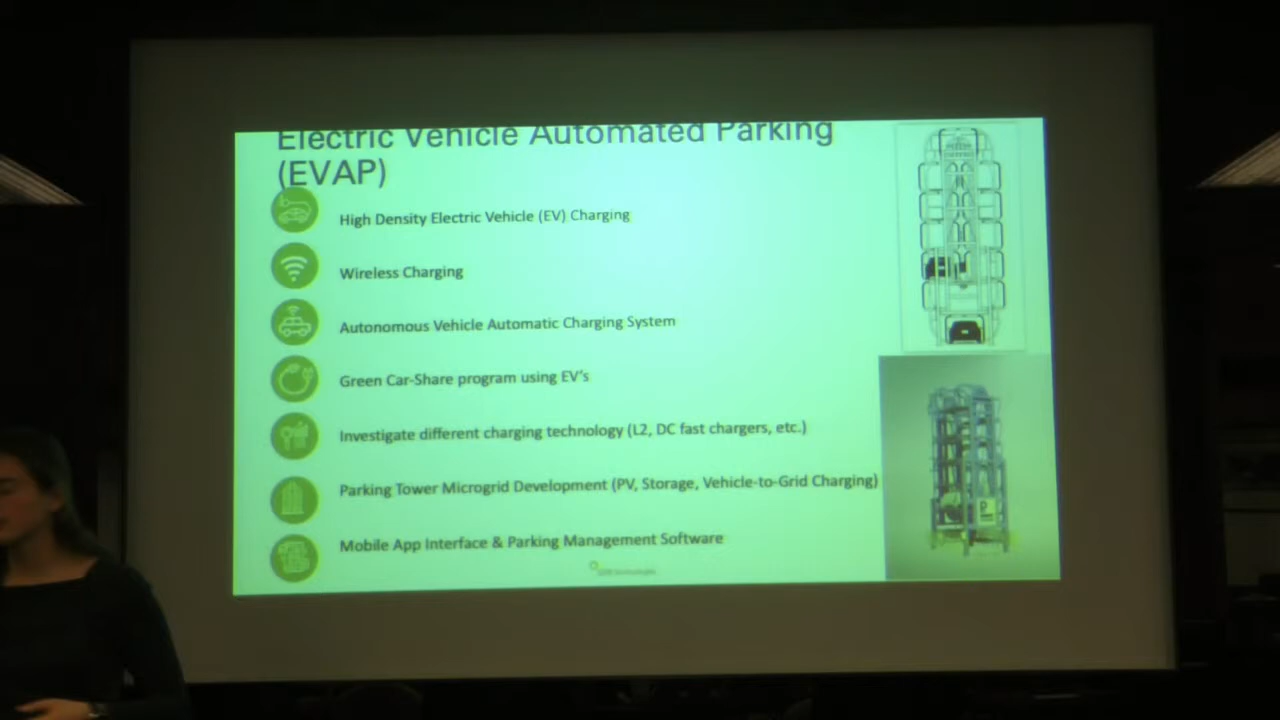 Electric Vehicle Automated Parking
(EVAP)
High Density Electric Vehicle (EV) Charging
Wireless Charging
Autonomous Vehicle Automatic Charging System
Green Car-Share program using EV's
Investigate different charging technology (L2, DC fast chargers, etc.)
Parking Tower Microgrid Development (PV, Storage, Vehicle-to-Grid Charging)
Mobile App Interface & Parking Management Software
P